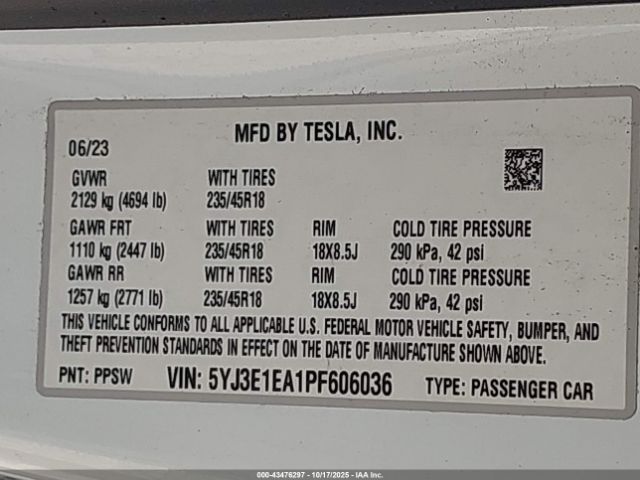 MFD BY TESLA, INC.
06/23
GVWR WITH TIRES
2129 kg (4694 lb) 235/45R18
GAWR FRT WITH TIRES RIM COLD TIRE PRESSURE
1110 kg (2447 lb) 235/45R18 18X8.5J 290 kPa, 42 psi
GAWR RR WITH TIRES RIM COLD TIRE PRESSURE
1257 kg (2771 lb) 235/45R18 18X8.5J 290 kPa, 42 psi
THIS VEHICLE CONFORMS TO ALL APPLICABLE U.S. FEDERAL MOTOR VEHICLE SAFETY, BUMPER, AND
THEFT PREVENTION STANDARDS IN EFFECT ON THE DATE OF MANUFACTURE SHOWN ABOVE.
PNT: PPSW VIN: 5YJ3E1EA1PF606036 TYPE: PASSENGER CAR
000-43476297 - 10/17/2025 - IAA Inc.